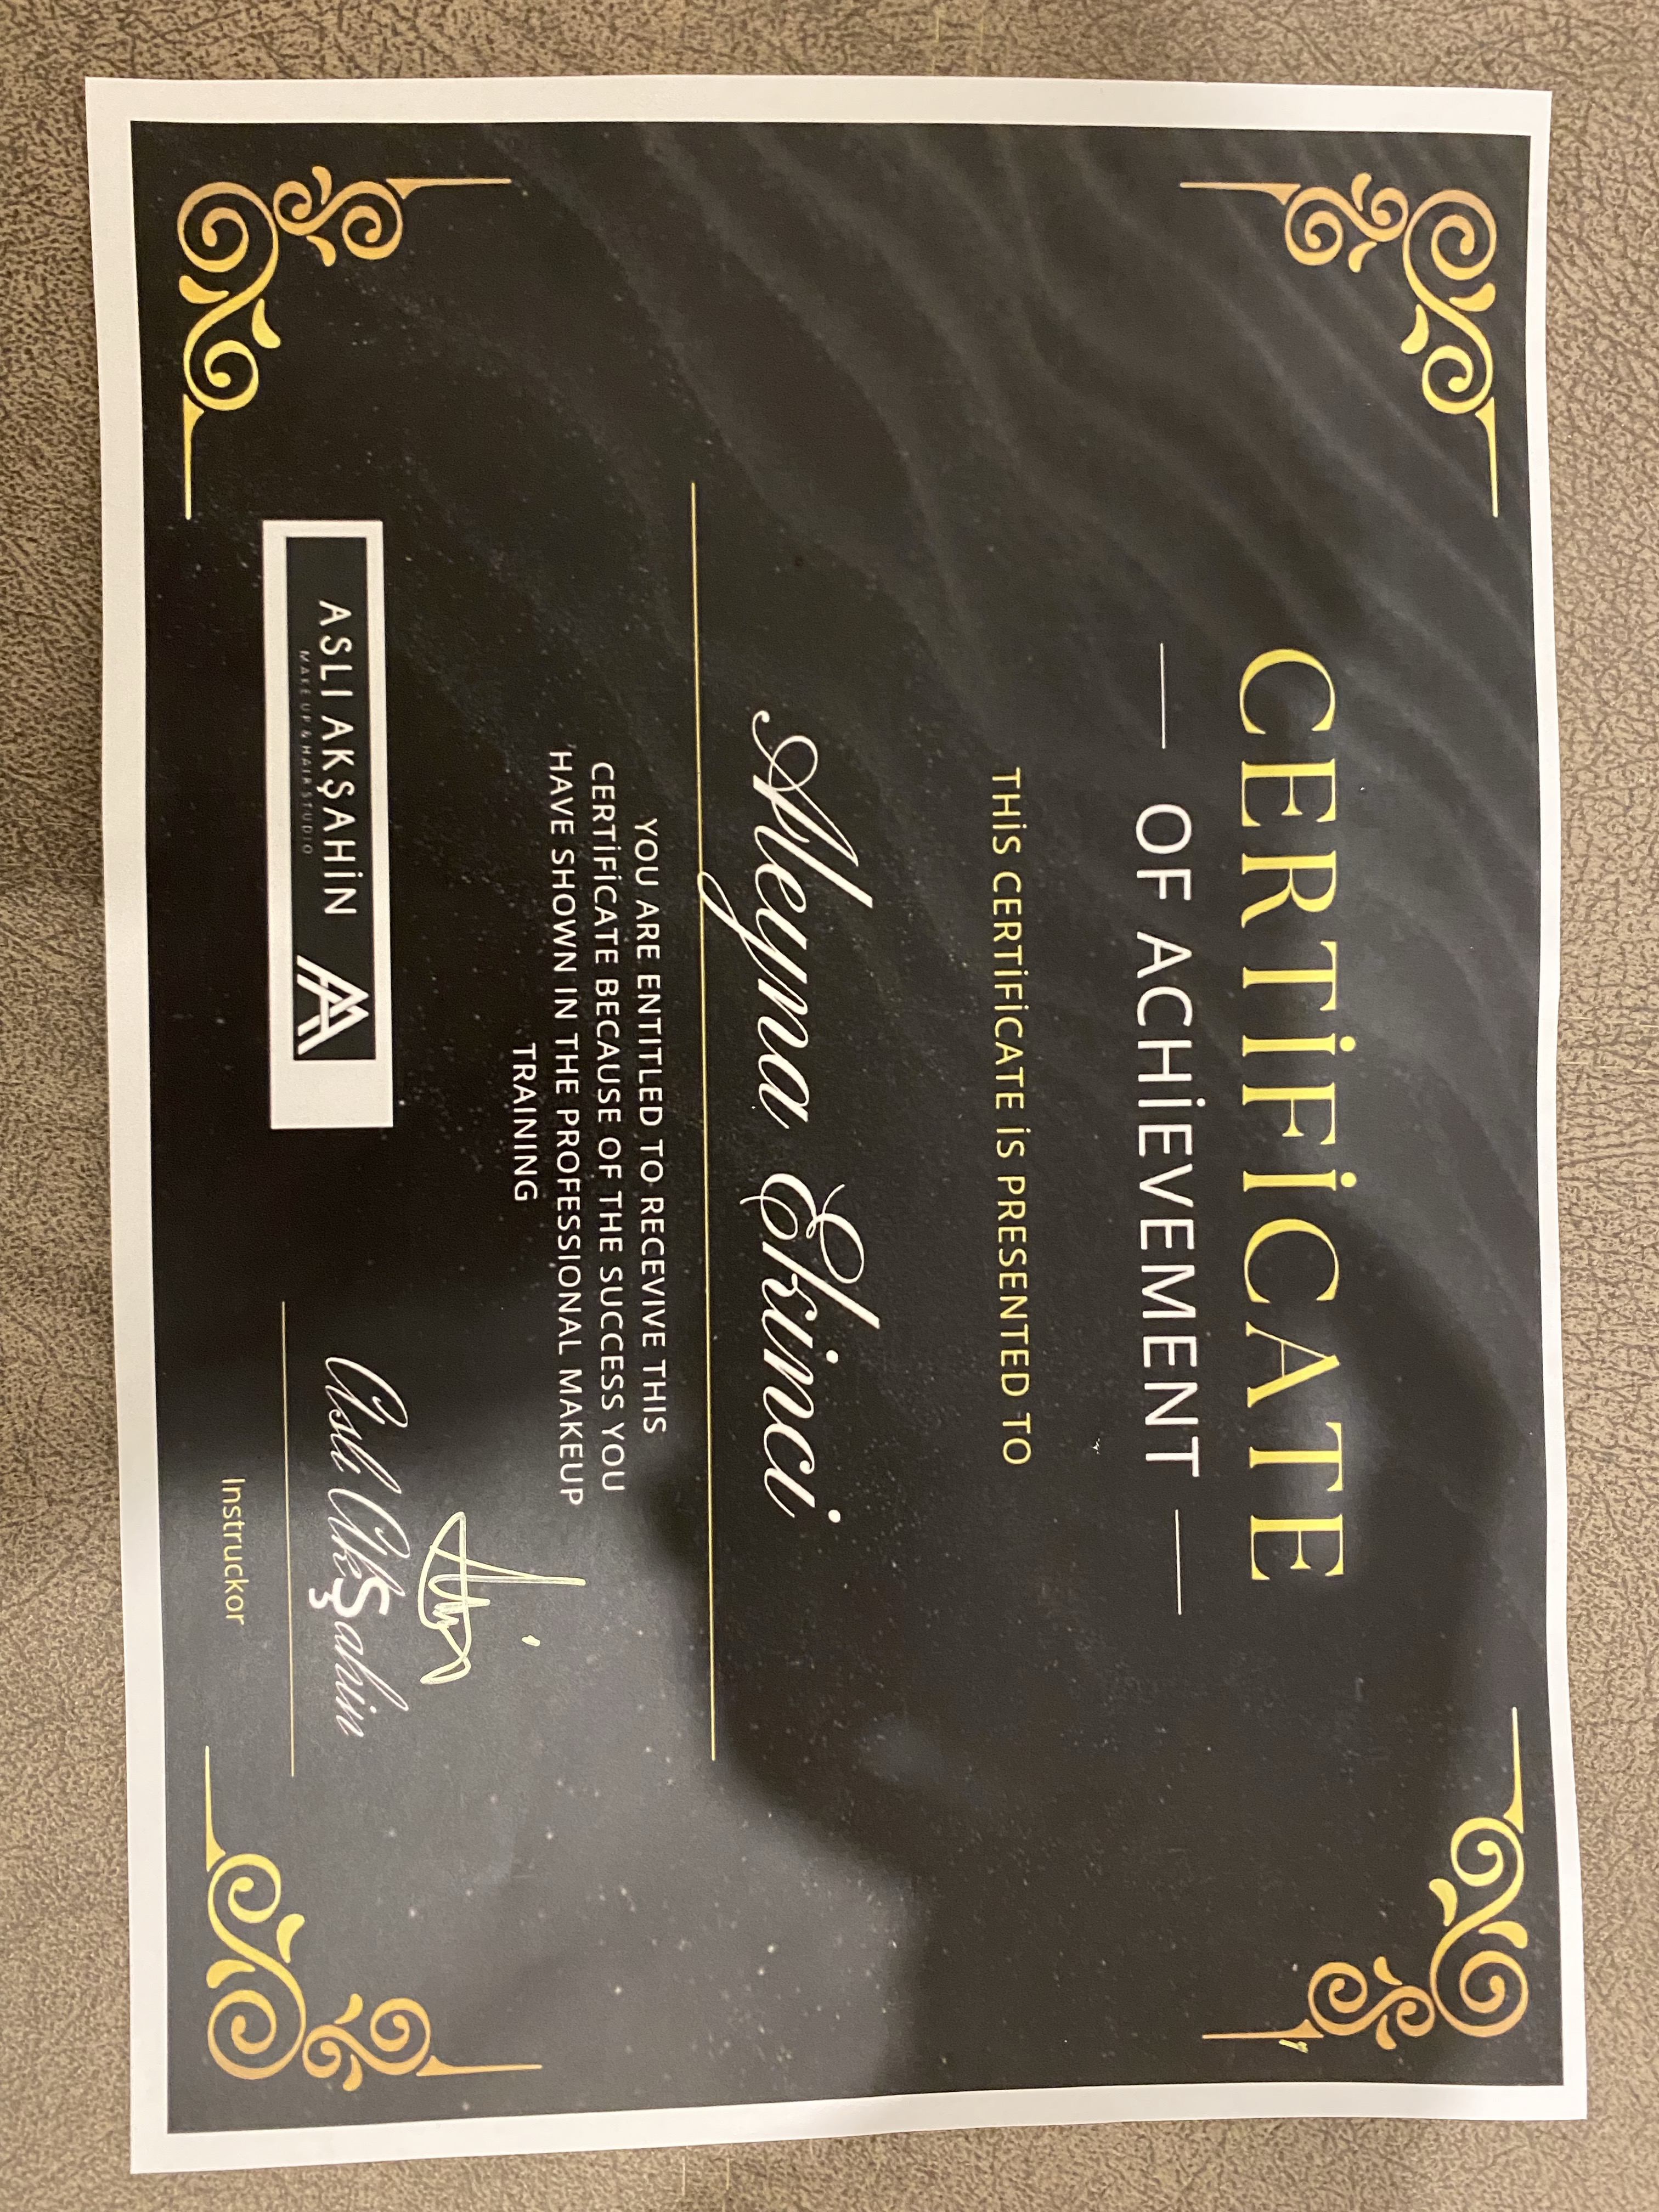 CERTİFİCATE
OF ACHİEVEMENT
THİS CERTİFİCATE İS PRESENTED TO
Aleyna Ekinci
YOU ARE ENTITLED TO RECEVIVE THIS
CERTİFİCATE BECAUSE OF THE SUCCESS YOU
HAVE SHOWN IN THE PROFESSIONAL MAKEUP
TRAINING
ASLI AKŞAHİN
MAKE UP & HAIR STUDIO
Aslı AkŞahin
Instruckor